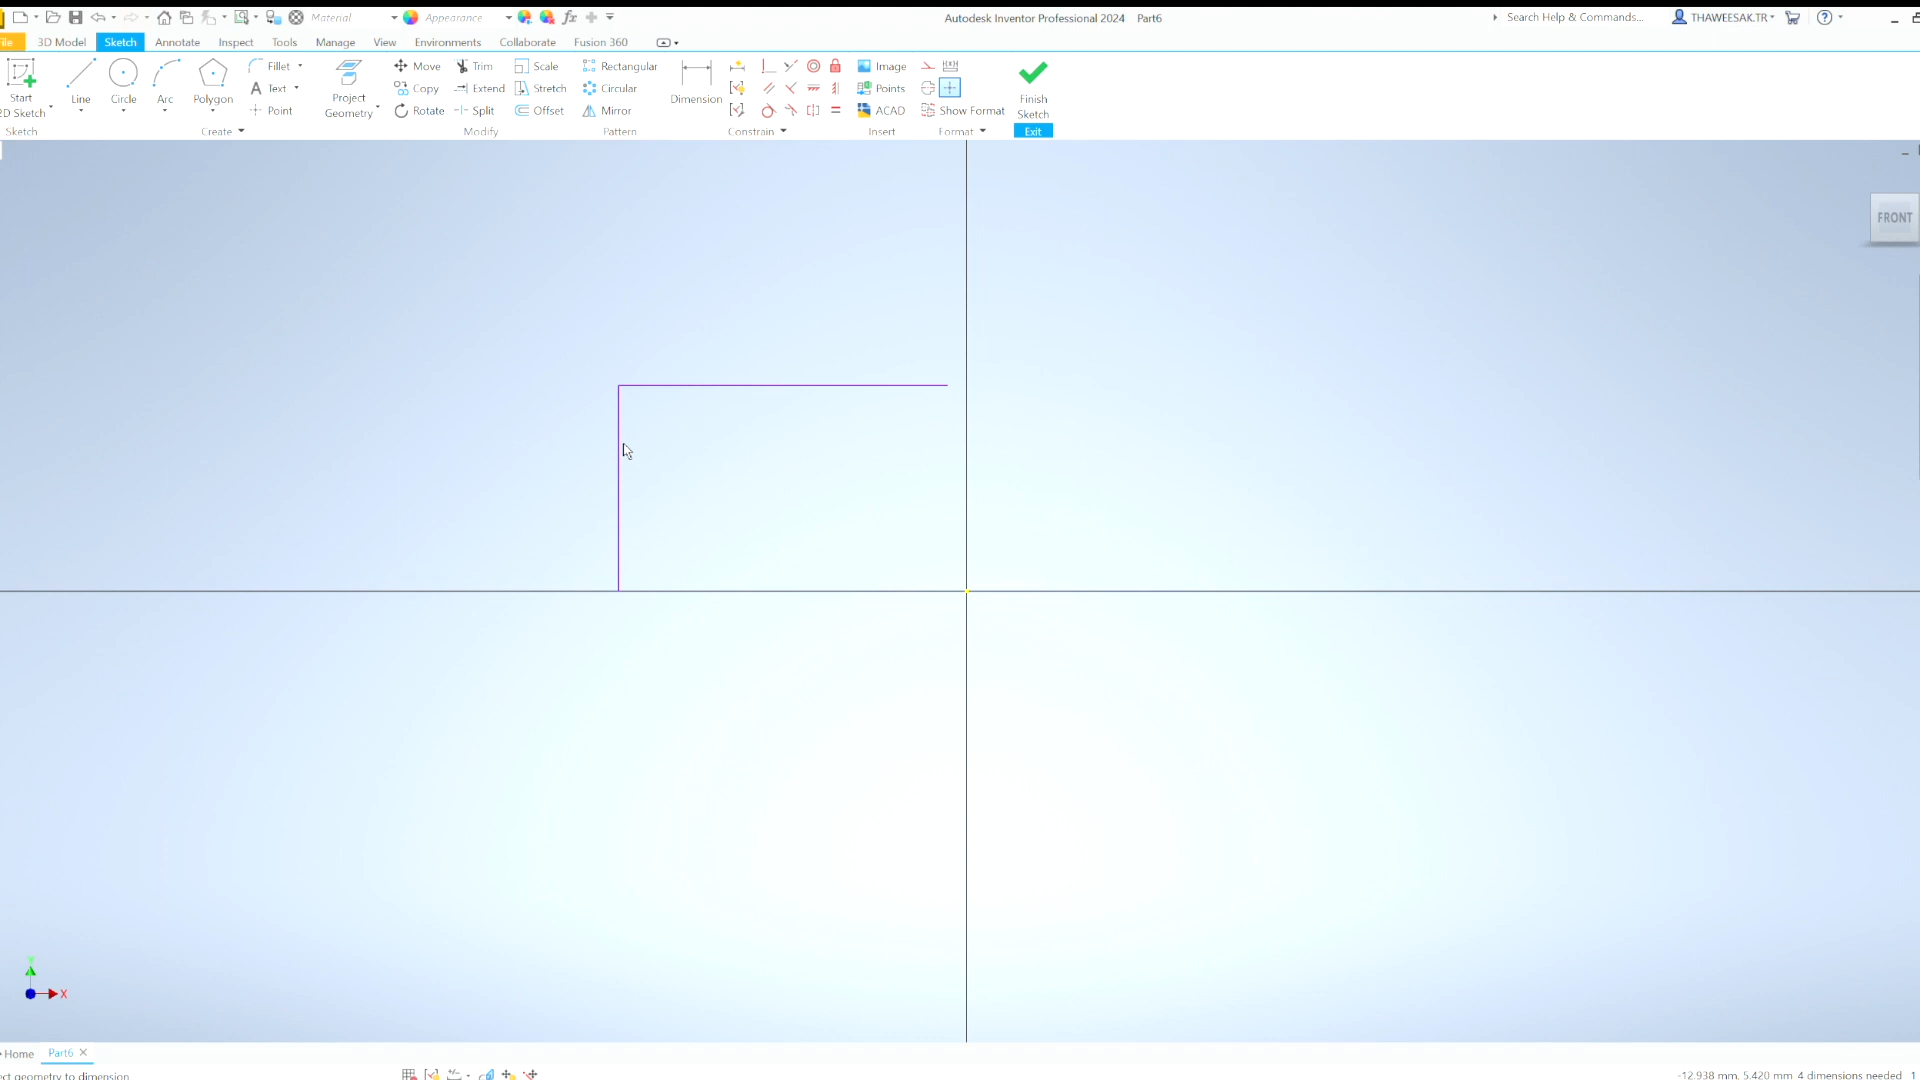 Material
Appearance
fx
Autodesk Inventor Professional 2024 Part6
Search Help & Commands...
THAWEESAK.TR
?
3D Model Sketch Annotate Inspect Tools Manage View Environments Collaborate Fusion 360
Start
2D Sketch
Line
Circle
Arc
Polygon
Fillet
Text
Point
Project
Geometry
Move
Copy
Rotate
Trim
Extend
Split
Scale
Stretch
Offset
Rectangular
Circular
Mirror
Dimension
Image
Points
ACAD
Show Format
Finish
Sketch
Sketch
Create
Modify
Pattern
Constrain
Insert
Format
Exit
FRONT
X
Home Part6
geometry to dimension
-12.938 mm, 5.420 mm 4 dimensions needed 1